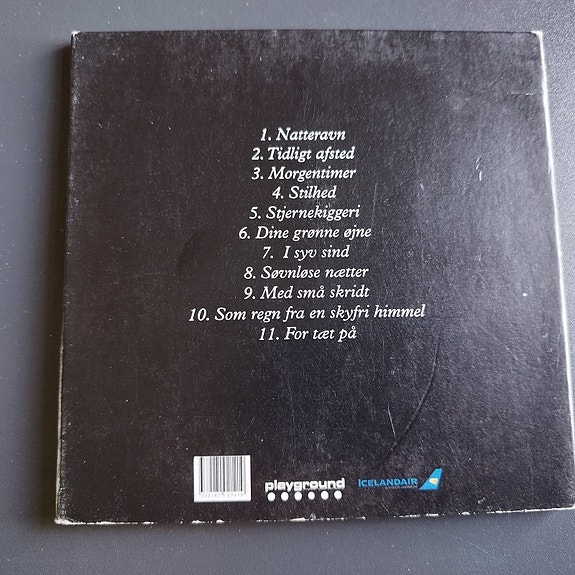 1. Natteravn
2. Tidligt afsted
3. Morgentimer
4. Stilhed
5. Stjernekiggeri
6. Dine grønne øjne
7. I syv sind
8. Søvnløse nætter
9. Med små skridt
10. Som regn fra en skyfri himmel
11. For tæt på
playground
ICELANDAIR